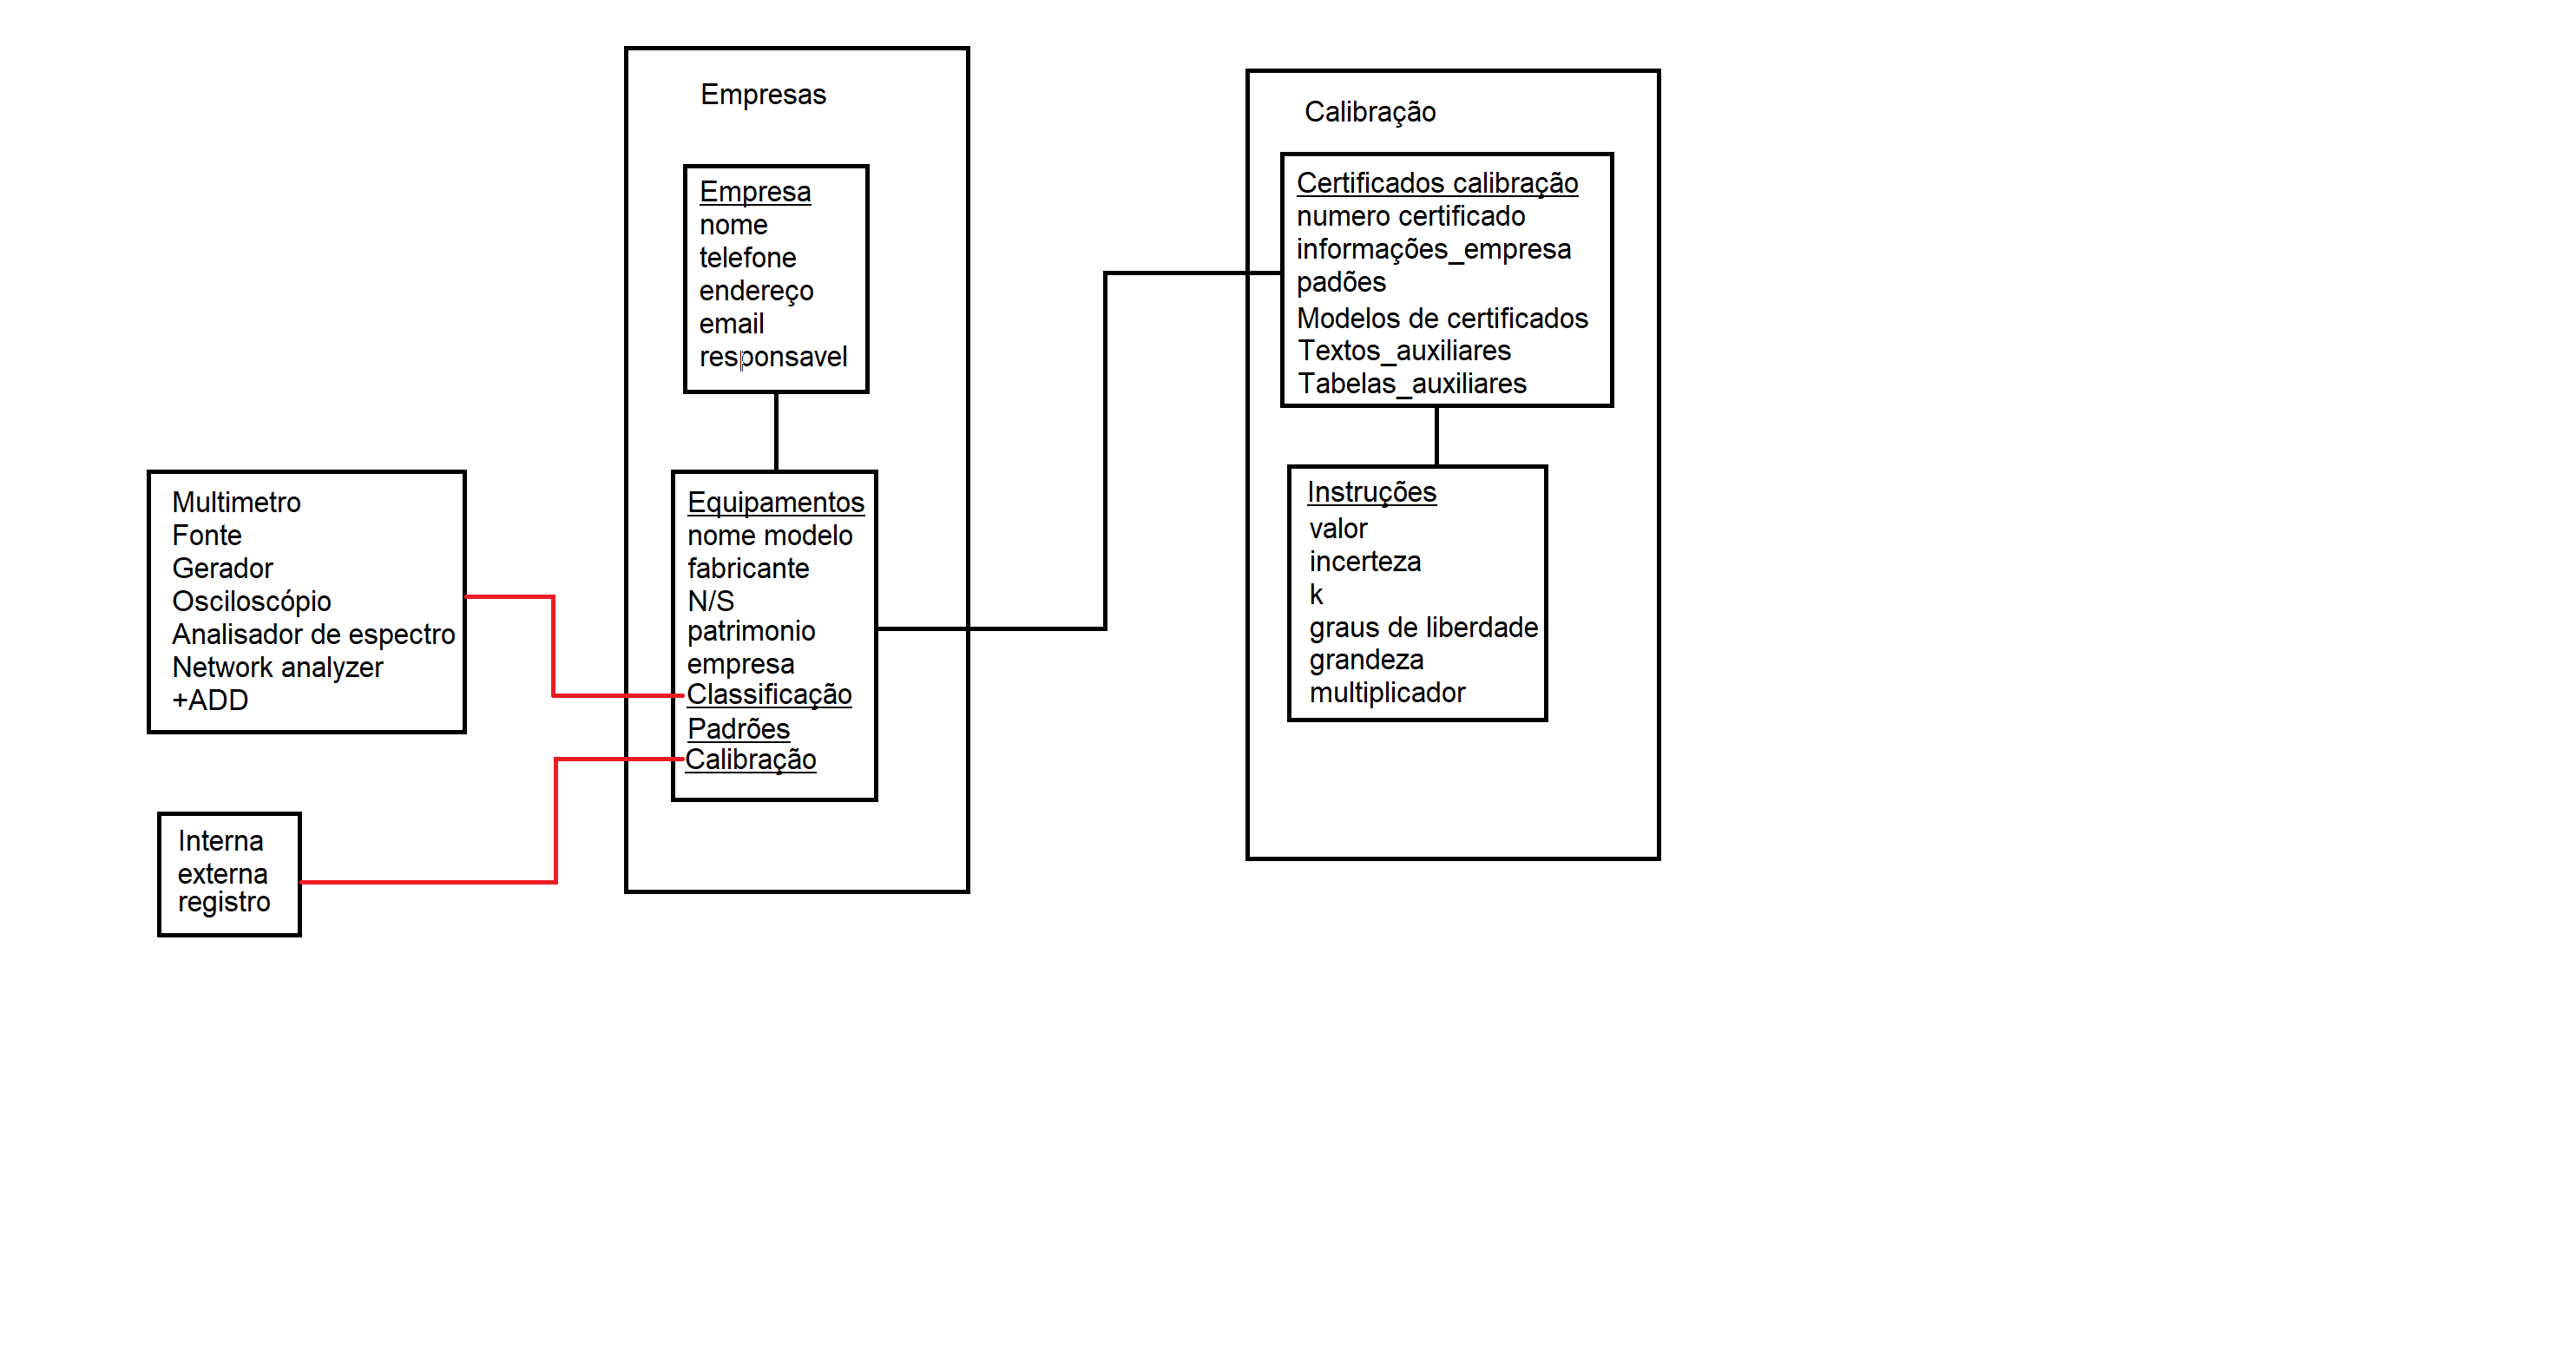 Empresas
Empresa
nome
telefone
endereço
email
responsavel
Multimetro
Fonte
Gerador
Osciloscópio
Analisador de espectro
Network analyzer
+ADD
Interna
externa
registro
Equipamentos
nome modelo
fabricante
N/S
patrimonio
empresa
Classificação
Padrões
Calibração
Calibração
Certificados calibração
numero certificado
informações_empresa
padões
Modelos de certificados
Textos_auxiliares
Tabelas_auxiliares
Instruções
valor
incerteza
k
graus de liberdade
grandeza
multiplicador